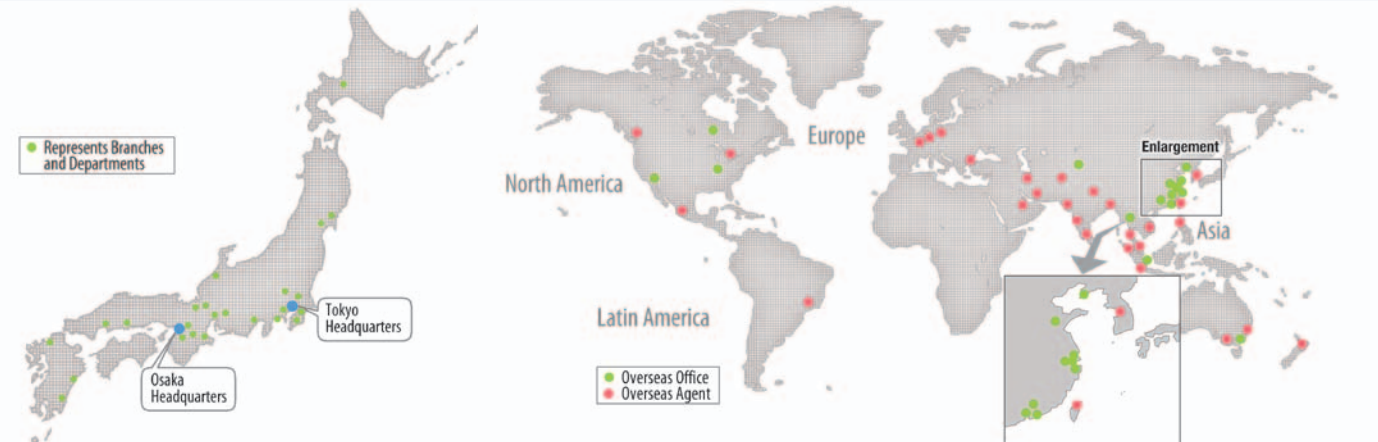 Represents Branches
and Departments
Tokyo
Headquarters
Osaka
Headquarters
North America
Europe
Enlargement
Asia
Latin America
Overseas Office
Overseas Agent